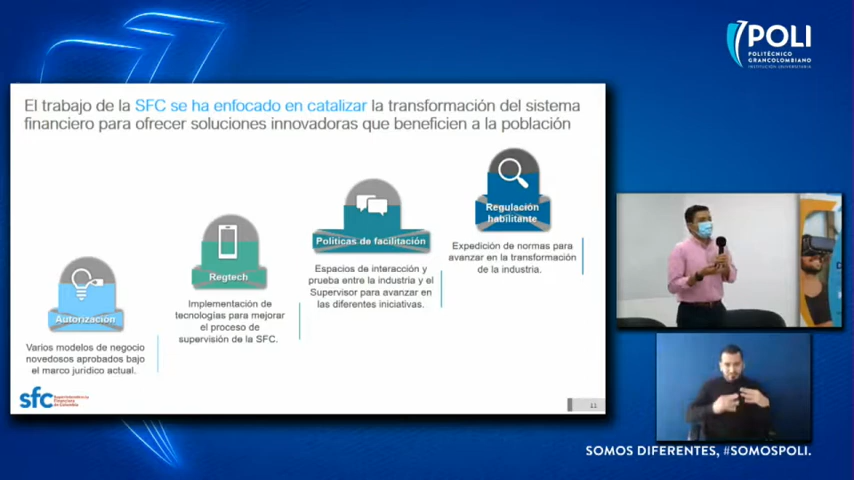 POLI
POLITÉCNICO
GRANCOLOMBIANO
INSTITUCIÓN UNIVERSITARIA
El trabajo de la SFC se ha enfocado en catalizar la transformación del sistema
financiero para ofrecer soluciones innovadoras que beneficien a la población
Autorización
Varios modelos de negocio
novedosos aprobados bajo
el marco jurídico actual.
Regtech
Implementación de
tecnologías para mejorar
el proceso de
supervisión de la SFC.
Políticas de facilitación
Espacios de interacción y
prueba entre la industria y el
Supervisor para avanzar en
las diferentes iniciativas.
Regulación
habilitante
Expedición de normas para
avanzar en la transformación
de la industria.
sfc
Superintendencia
Financiera
de Colombia
11
SOMOS DIFERENTES, #SOMOSPOLI.